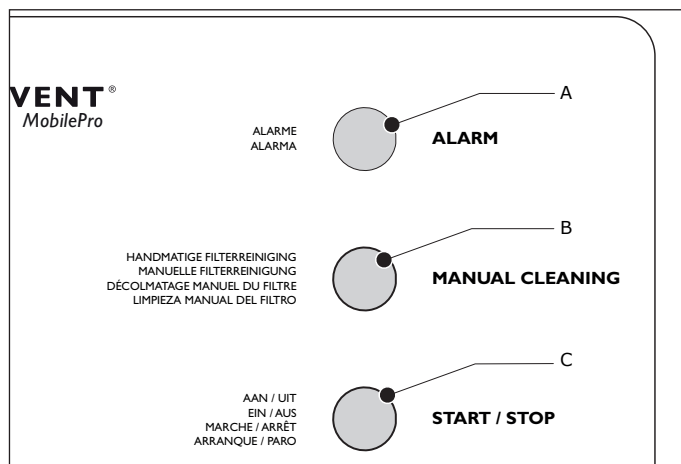 VENT®
MobilePro
A
ALARME
ALARMA
ALARM
B
HANDMATIGE FILTERREINIGING
MANUELLE FILTERREINIGUNG
DÉCOLMATAGE MANUEL DU FILTRE
LIMPIEZA MANUAL DEL FILTRO
MANUAL CLEANING
C
AAN / UIT
EIN / AUS
MARCHE / ARRÊT
ARRANQUE / PARO
START / STOP